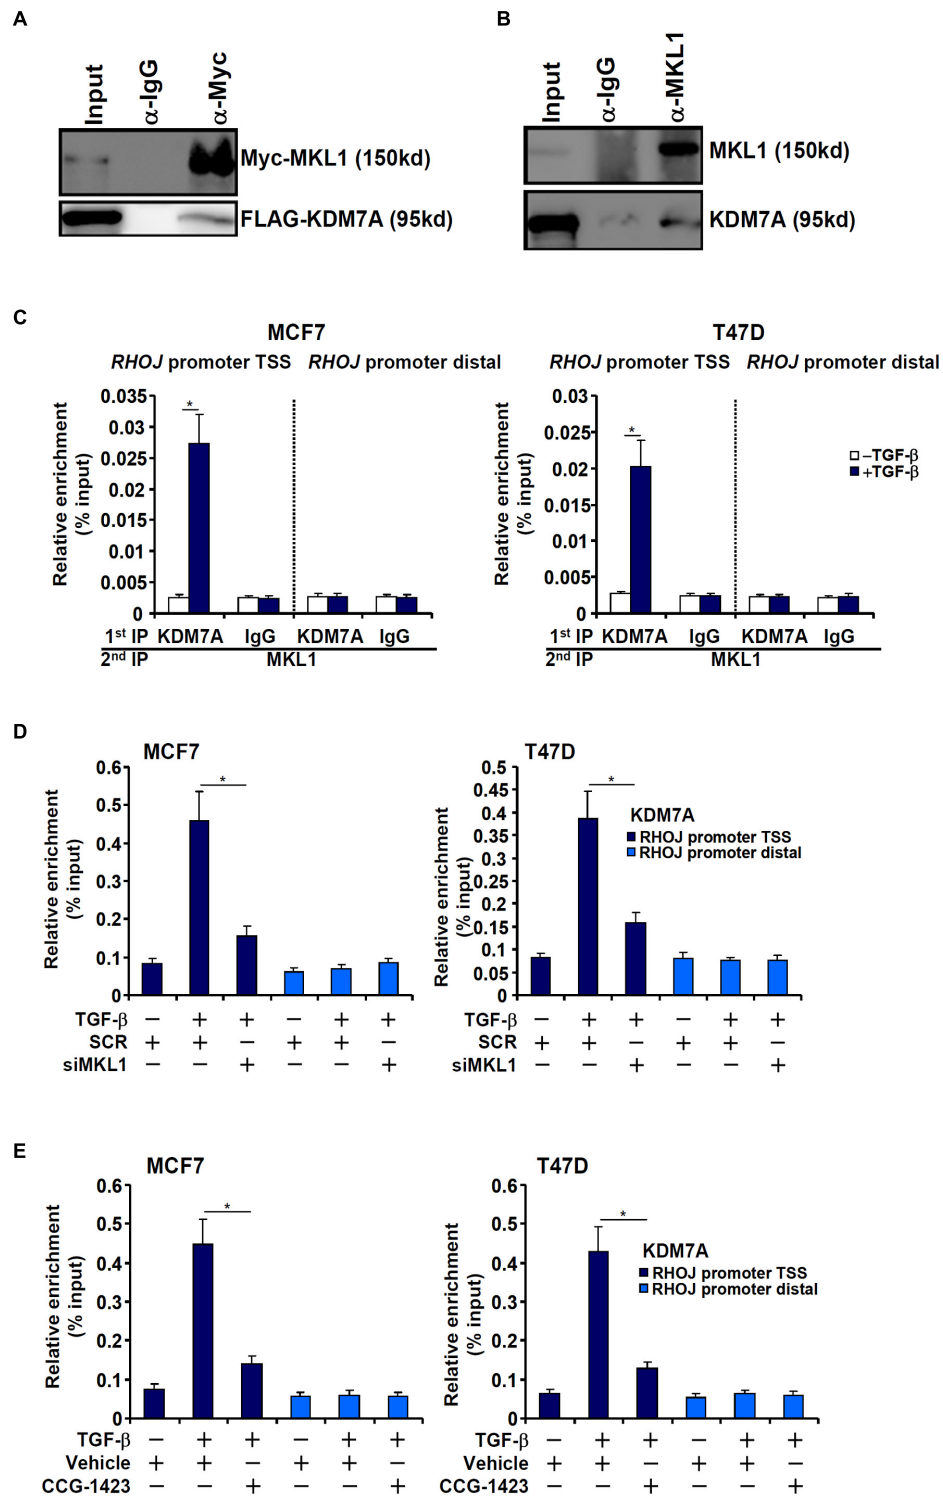 A
Input
α-IgG
α-Myc
Myc-MKL1 (150kd)
FLAG-KDM7A (95kd)
B
Input
α-IgG
α-MKL1
MKL1 (150kd)
KDM7A (95kd)
C
MCF7
RHOJ promoter TSS RHOJ promoter distal
Relative enrichment
(% input)
0.035
0.03
0.025
0.02
0.015
0.01
0.005
0
*
1st IP KDM7A IgG KDM7A IgG
2nd IP MKL1
T47D
RHOJ promoter TSS RHOJ promoter distal
Relative enrichment
(% input)
0.03
0.025
0.02
0.015
0.01
0.005
0
*
–TGF-β
+TGF-β
1st IP KDM7A IgG KDM7A IgG
2nd IP MKL1
D
MCF7
Relative enrichment
(% input)
0.6
0.5
0.4
0.3
0.2
0.1
0
*
TGF-β – + + – + +
SCR + + – + + –
siMKL1 – – + – – +
T47D
Relative enrichment
(% input)
0.5
0.45
0.4
0.35
0.3
0.25
0.2
0.15
0.1
0.05
0
*
KDM7A
RHOJ promoter TSS
RHOJ promoter distal
TGF-β – + + – + +
SCR + + – + + –
siMKL1 – – + – – +
E
MCF7
Relative enrichment
(% input)
0.6
0.5
0.4
0.3
0.2
0.1
0
*
TGF-β – + + – + +
Vehicle + + – + + –
CCG-1423 – – + – – +
T47D
Relative enrichment
(% input)
0.6
0.5
0.4
0.3
0.2
0.1
0
*
KDM7A
RHOJ promoter TSS
RHOJ promoter distal
TGF-β – + + – + +
Vehicle + + – + + –
CCG-1423 – – + – – +